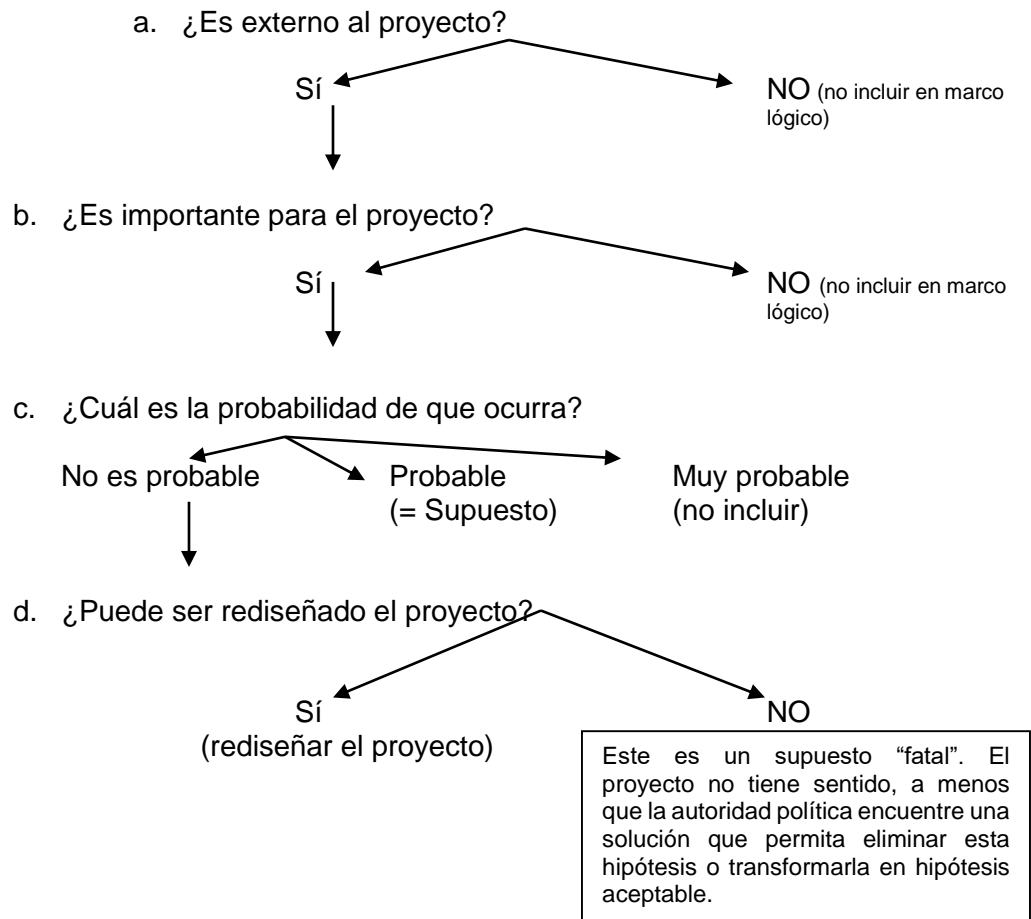 a. ¿Es externo al proyecto?
Sí
NO (no incluir en marco
lógico)
b. ¿Es importante para el proyecto?
Sí
NO (no incluir en marco
lógico)
c. ¿Cuál es la probabilidad de que ocurra?
No es probable
Probable
(= Supuesto)
Muy probable
(no incluir)
d. ¿Puede ser rediseñado el proyecto?
Sí
(rediseñar el proyecto)
NO
Este es un supuesto “fatal”. El
proyecto no tiene sentido, a menos
que la autoridad política encuentre una
solución que permita eliminar esta
hipótesis o transformarla en hipótesis
aceptable.